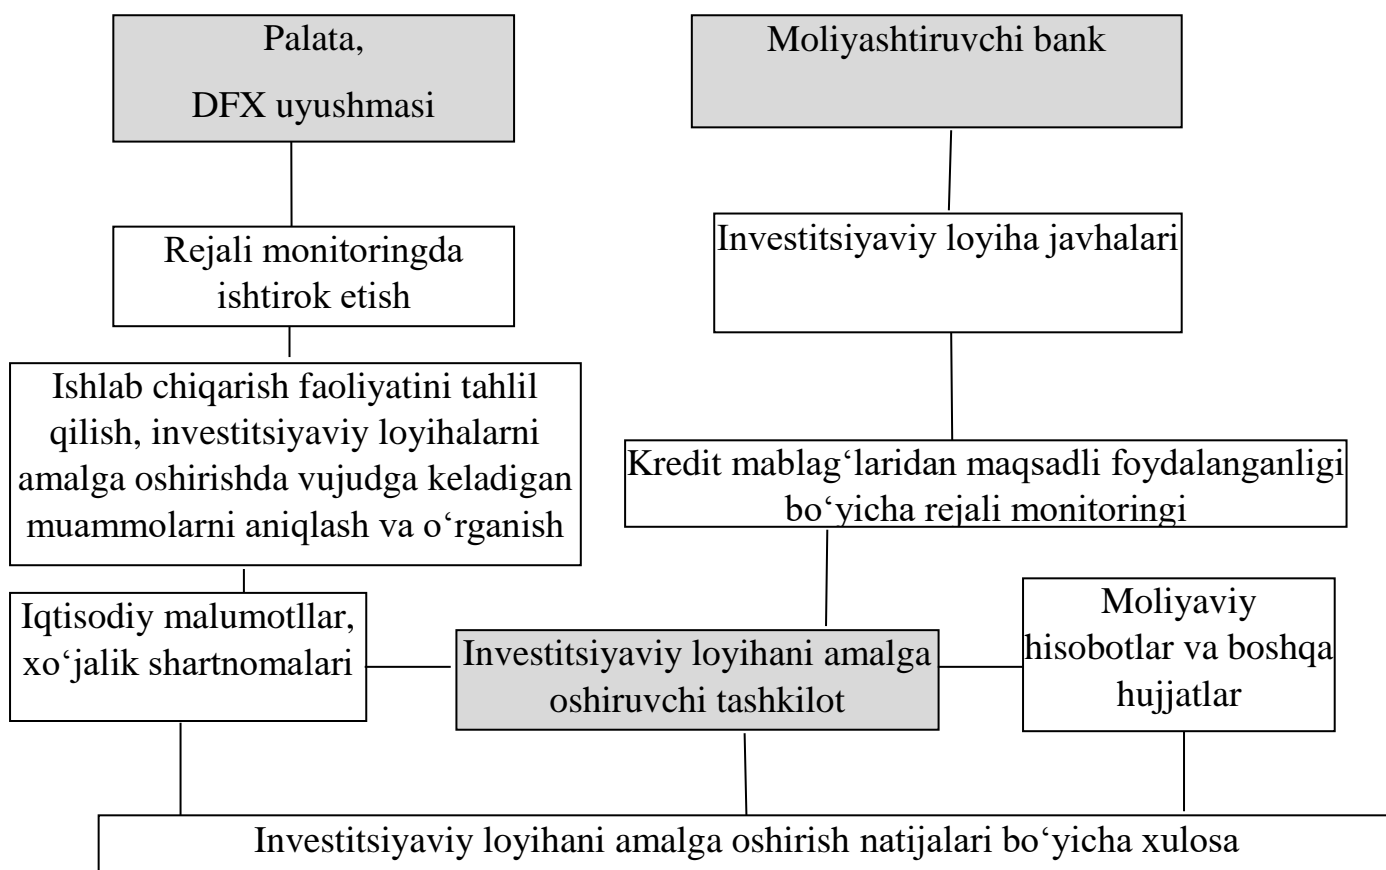 Palata,
DFX uyushmasi
Moliyashtiruvchi bank
Rejali monitoringda
ishtirok etish
Investitsiyaviy loyiha javhalari
Ishlab chiqarish faoliyatini tahlil
qilish, investitsiyaviy loyihalarni
amalga oshirishda vujudga keladigan
muammolarni aniqlash va o‘rganish
Kredit mablag‘laridan maqsadli foydalanganligi
bo‘yicha rejali monitoringi
Iqtisodiy malumotllar,
xo‘jalik shartnomalari
Investitsiyaviy loyihani amalga
oshiruvchi tashkilot
Moliyaviy
hisobotlar va boshqa
hujjatlar
Investitsiyaviy loyihani amalga oshirish natijalari bo‘yicha xulosa